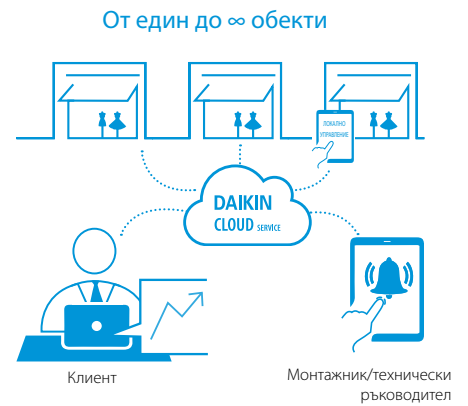 От един до ∞ обекти
ЛОКАЛНО
УПРАВЛЕНИЕ
DAIKIN
CLOUD SERVICE
Клиент
Монтажник/технически
ръководител